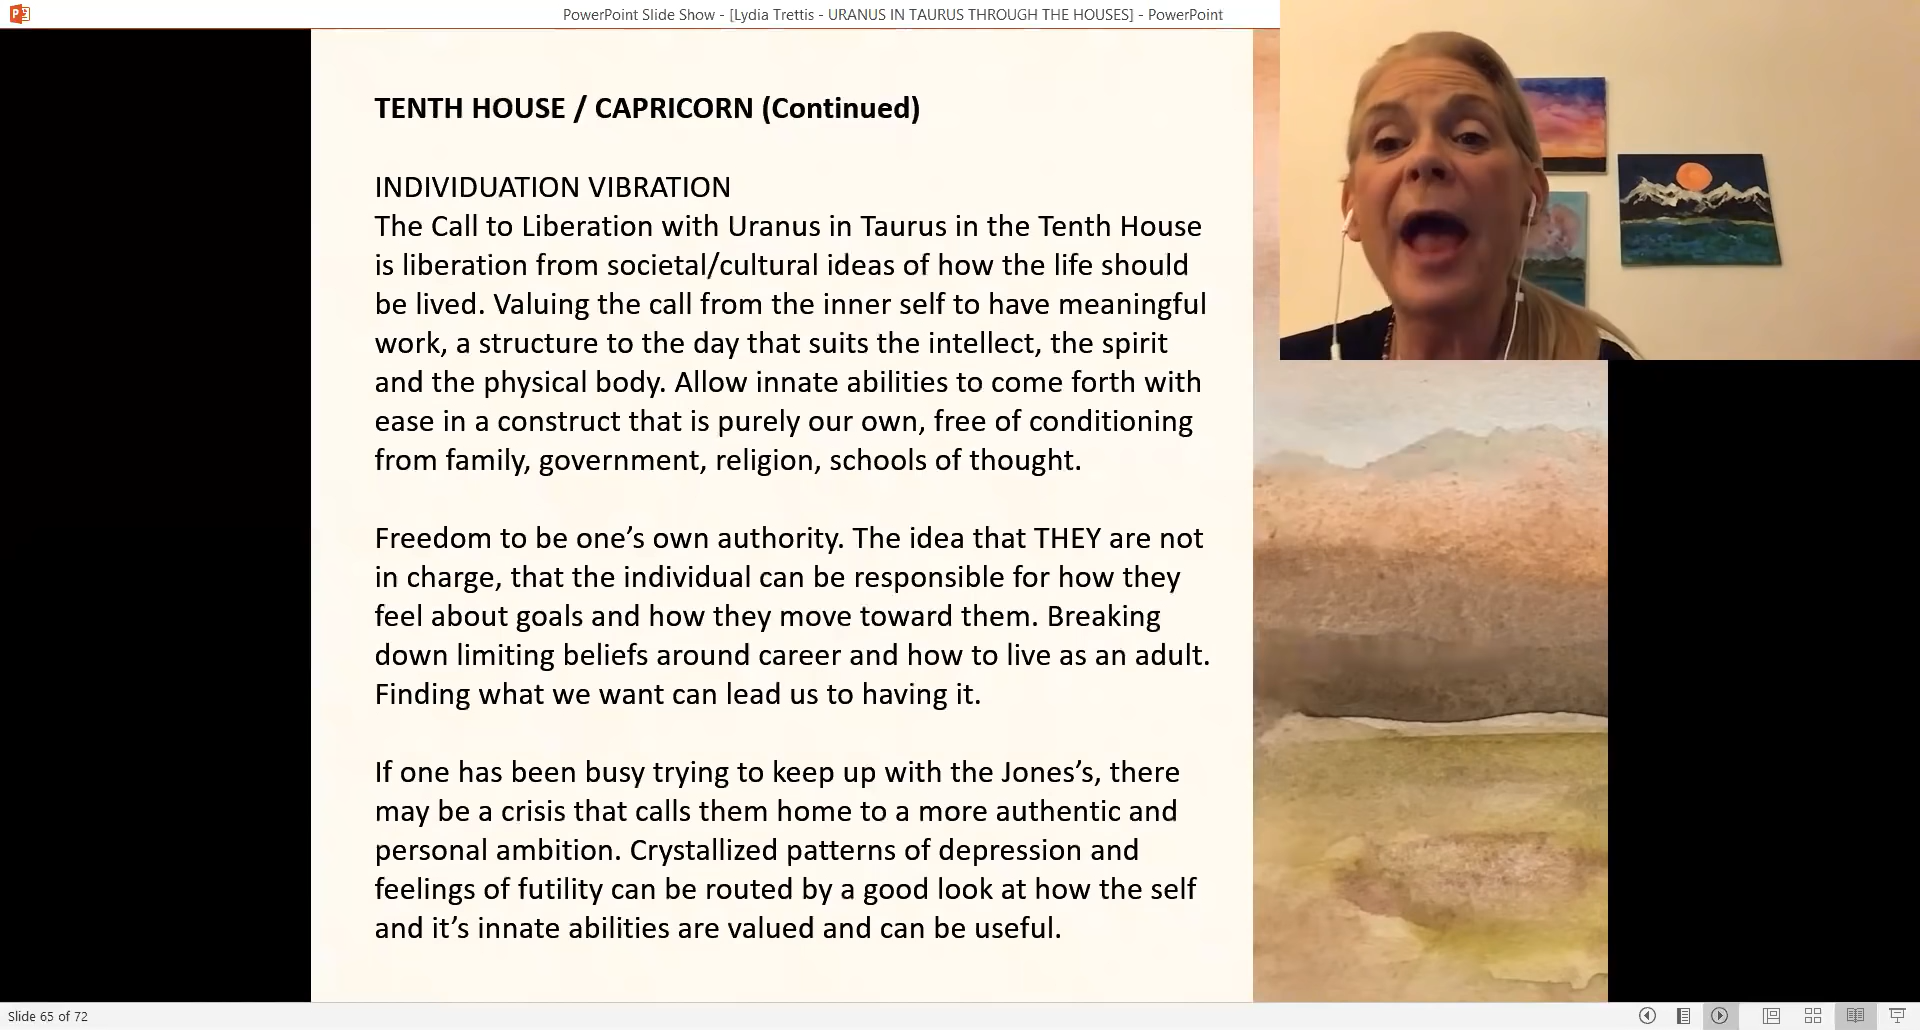 PowerPoint Slide Show - [Lydia Trettis - URANUS IN TAURUS THROUGH THE HOUSES] - PowerPoint
TENTH HOUSE / CAPRICORN (Continued)
INDIVIDUATION VIBRATION
The Call to Liberation with Uranus in Taurus in the Tenth House
is liberation from societal/cultural ideas of how the life should
be lived. Valuing the call from the inner self to have meaningful
work, a structure to the day that suits the intellect, the spirit
and the physical body. Allow innate abilities to come forth with
ease in a construct that is purely our own, free of conditioning
from family, government, religion, schools of thought.
Freedom to be one’s own authority. The idea that THEY are not
in charge, that the individual can be responsible for how they
feel about goals and how they move toward them. Breaking
down limiting beliefs around career and how to live as an adult.
Finding what we want can lead us to having it.
If one has been busy trying to keep up with the Jones’s, there
may be a crisis that calls them home to a more authentic and
personal ambition. Crystallized patterns of depression and
feelings of futility can be routed by a good look at how the self
and it’s innate abilities are valued and can be useful.
Slide 65 of 72